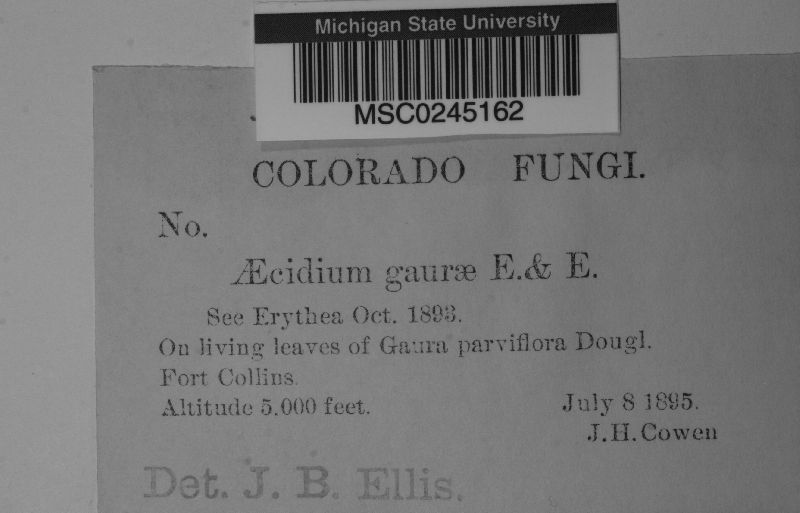 Michigan State University
MSC0245162
COLORADO FUNGI.
No.
Æcidium gauræ E.& E.
See Erythea Oct. 1893.
On living leaves of Gaura parviflora Dougl.
Fort Collins.
Altitude 5.000 feet.
July 8 1895.
J.H.Cowen
Det. J. B. Ellis.